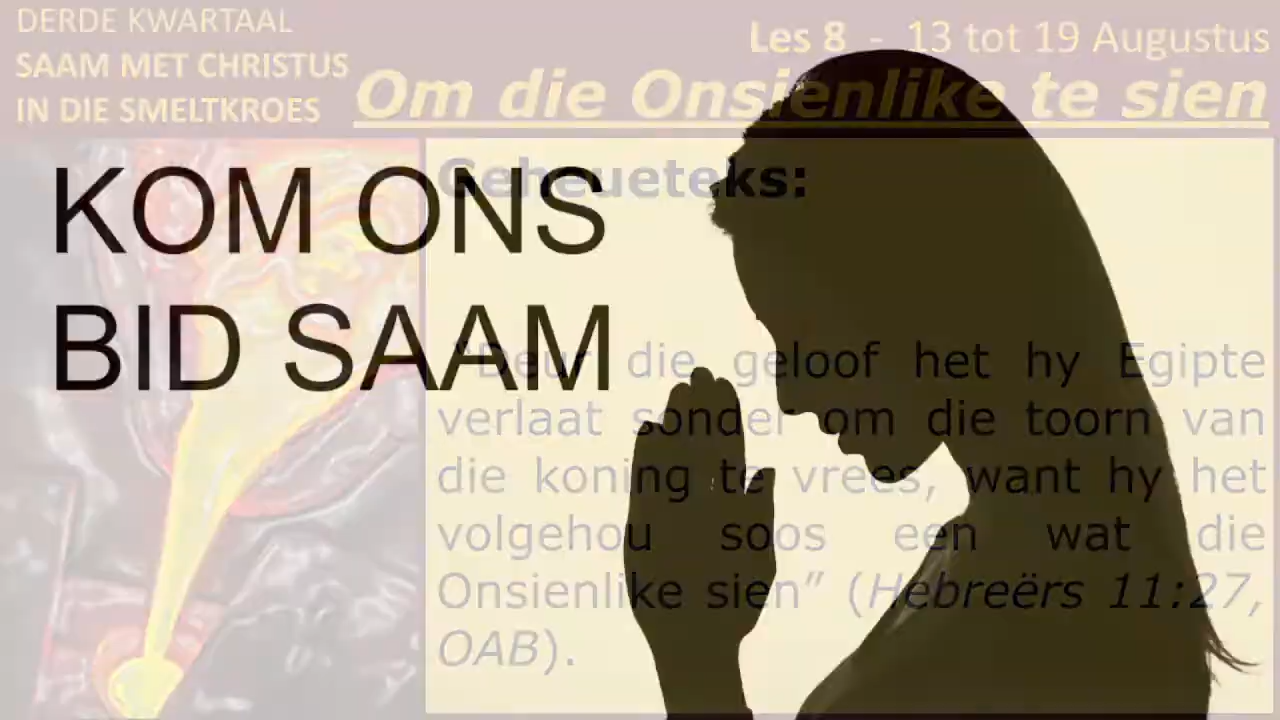 DERDE KWARTAAL
SAAM MET CHRISTUS
IN DIE SMELTKROES
Les 8 - 13 tot 19 Augustus
Om die Onsienlike te sien
KOM ONS
BID SAAM
Geheueteks:
"Deur die geloof het hy Egipte
verlaat sonder om die toorn van
die koning te vrees, want hy het
volgehou soos een wat die
Onsienlike sien” (Hebreërs 11:27,
OAB).